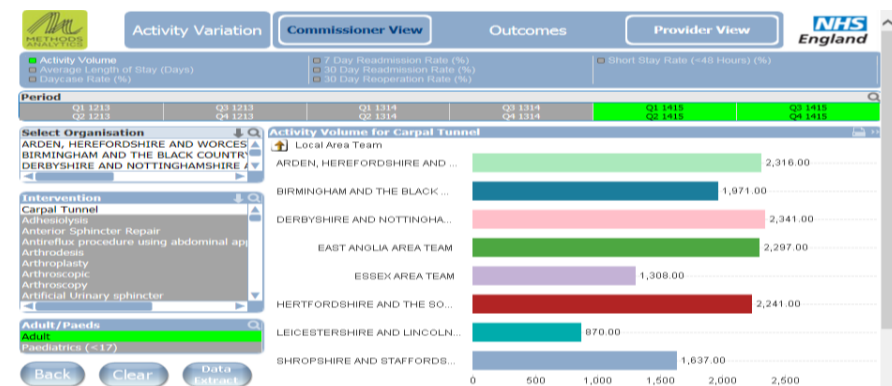 METHODS
ANALYTICS
Activity Variation
Commissioner View
Outcomes
Provider View
NHS
England
Activity Volume
Average Length of Stay (Days)
Daycase Rate (%)
7 Day Readmission Rate (%)
30 Day Readmission Rate (%)
30 Day Reoperation Rate (%)
Short Stay Rate (<48 Hours) (%)
Period
Q1 1213 Q3 1213 Q1 1314 Q3 1314 Q1 1415 Q3 1415
Q2 1213 Q4 1213 Q2 1314 Q4 1314 Q2 1415 Q4 1415
Select Organisation
ARDEN, HEREFORDSHIRE AND WORCES
BIRMINGHAM AND THE BLACK COUNTR
DERBYSHIRE AND NOTTINGHAMSHIRE
Intervention
Carpal Tunnel
Adhesiolysis
Anterior Sphincter Repair
Antireflux procedure using abdominal app
Arthrodesis
Arthroplasty
Arthroscopic
Arthroscopy
Artificial Urinary sphincter
Adult/Paeds
Adult
Paediatrics (<17)
Back
Clear
Data
Extract
Activity Volume for Carpal Tunnel
Local Area Team
ARDEN, HEREFORDSHIRE AND ... 2,316.00
BIRMINGHAM AND THE BLACK ... 1,971.00
DERBYSHIRE AND NOTTINGHA... 2,341.00
EAST ANGLIA AREA TEAM 2,297.00
ESSEX AREA TEAM 1,308.00
HERTFORDSHIRE AND THE SO... 2,241.00
LEICESTERSHIRE AND LINCOLN... 870.00
SHROPSHIRE AND STAFFORDS... 1,637.00
0 500 1,000 1,500 2,000 2,500